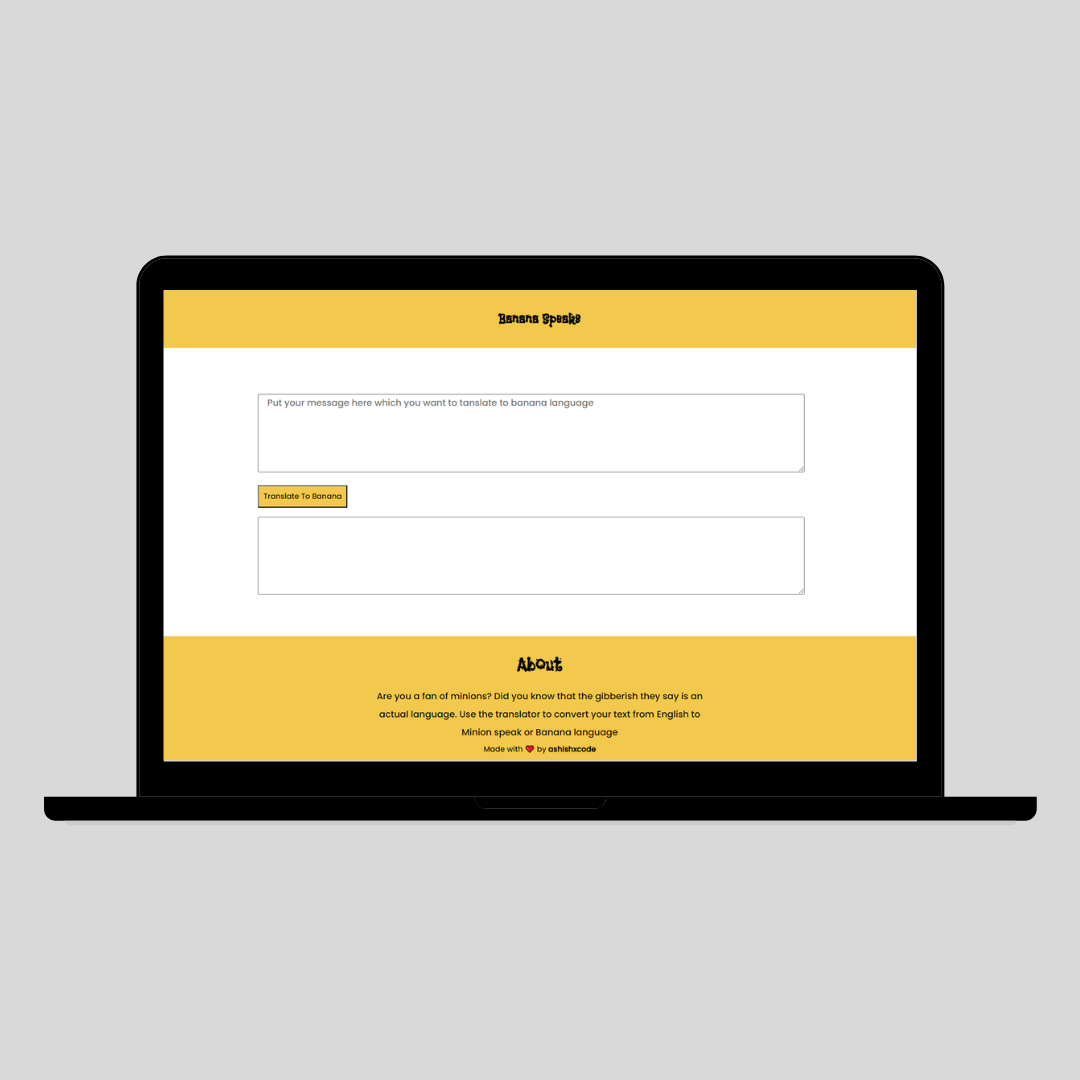 Banana Speaks
Put your message here which you want to tanslate to banana language
Translate To Banana
About
Are you a fan of minions? Did you know that the gibberish they say is an
actual language. Use the translator to convert your text from English to
Minion speak or Banana language
Made with ❤ by ashishxcode